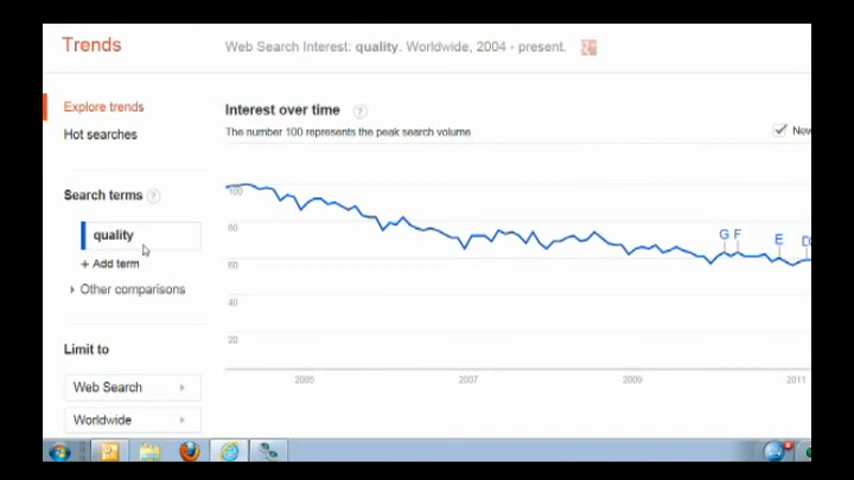 Trends
Web Search Interest: quality. Worldwide, 2004 - present.
Explore trends
Hot searches
Interest over time ?
The number 100 represents the peak search volume
Search terms ?
quality
+ Add term
Other comparisons
Limit to
Web Search
Worldwide
100
80
60
40
20
G F
E
2005 2007 2009 2011